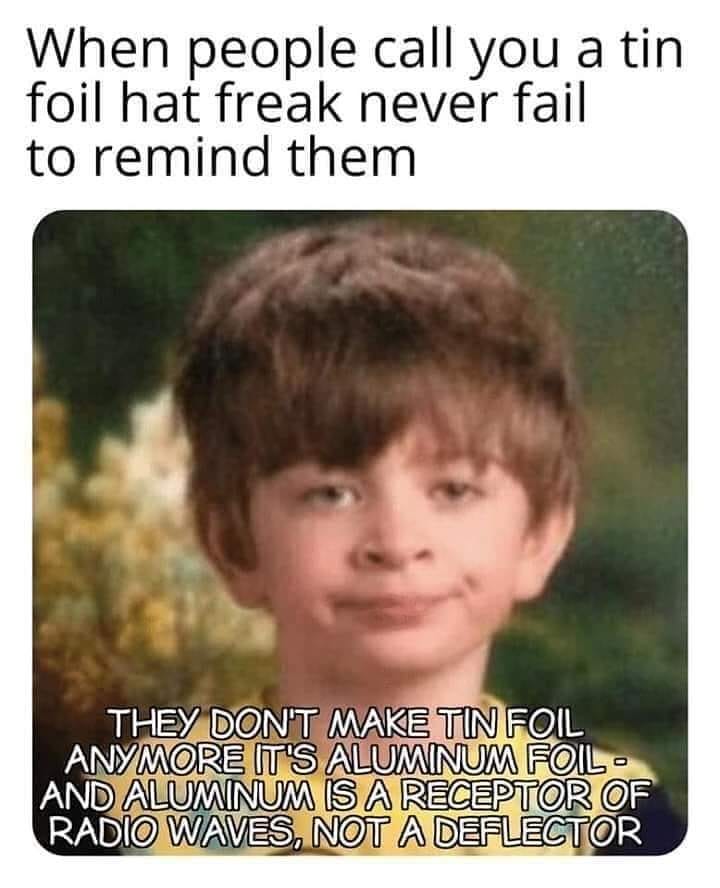 When people call you a tin
foil hat freak never fail
to remind them
THEY DON'T MAKE TIN FOIL
ANYMORE IT'S ALUMINUM FOIL -
AND ALUMINUM IS A RECEPTOR OF
RADIO WAVES, NOT A DEFLECTOR